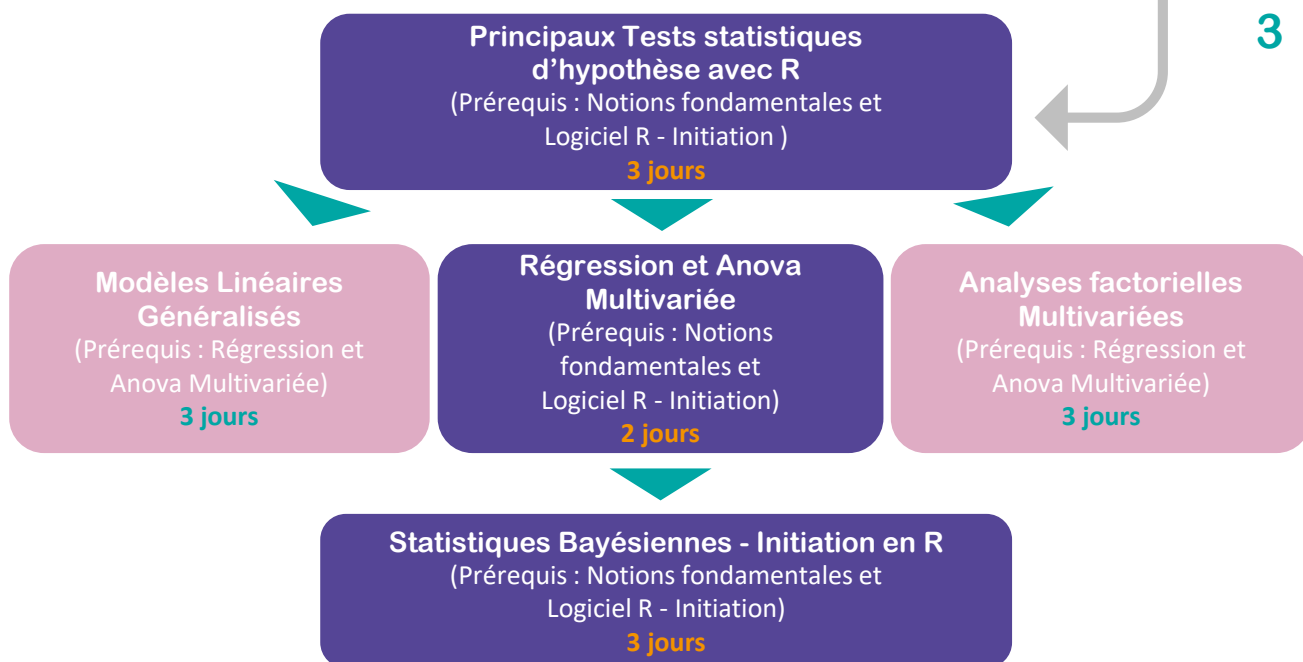 3
Principaux Tests statistiques
d’hypothèse avec R
(Prérequis : Notions fondamentales et
Logiciel R - Initiation )
3 jours
Modèles Linéaires
Généralisés
(Prérequis : Régression et
Anova Multivariée)
3 jours
Régression et Anova
Multivariée
(Prérequis : Notions
fondamentales et
Logiciel R - Initiation)
2 jours
Analyses factorielles
Multivariées
(Prérequis : Régression et
Anova Multivariée)
3 jours
Statistiques Bayésiennes - Initiation en R
(Prérequis : Notions fondamentales et
Logiciel R - Initiation)
3 jours